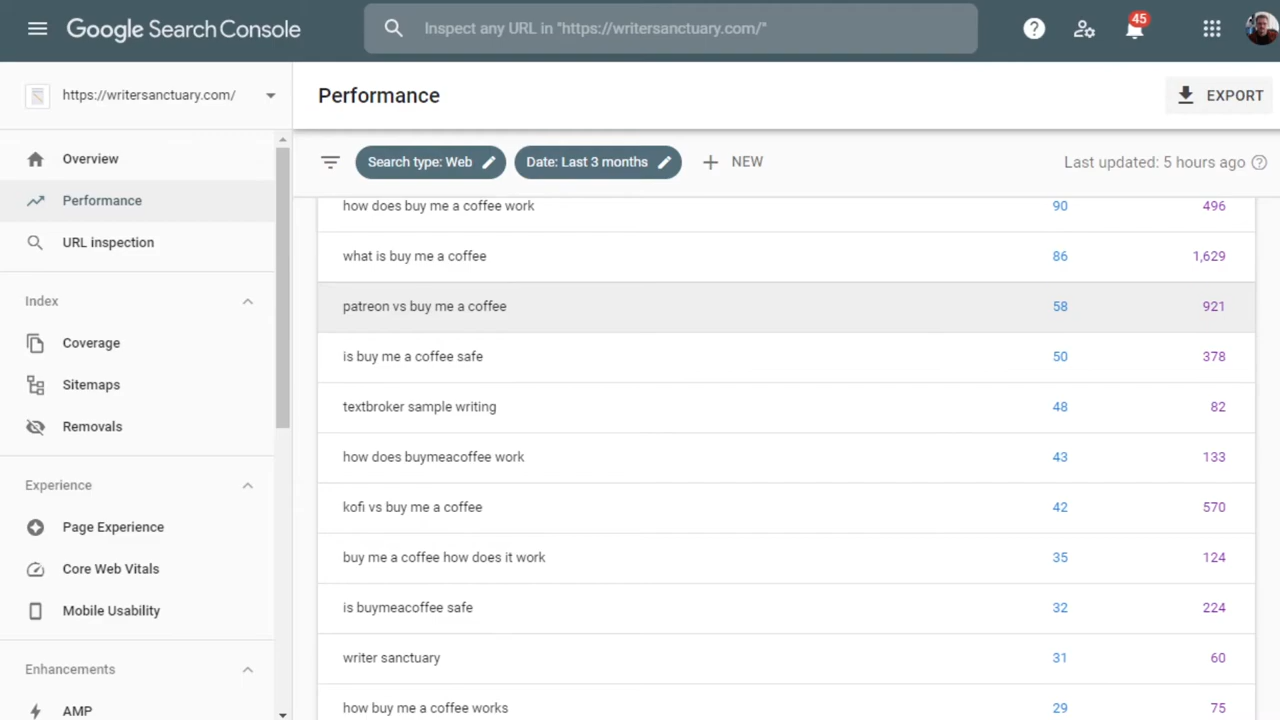 Google Search Console
Inspect any URL in "https://writersanctuary.com/"
45
https://writersanctuary.com/
Performance
EXPORT
Overview
Performance
URL inspection
Index
Coverage
Sitemaps
Removals
Experience
Page Experience
Core Web Vitals
Mobile Usability
Enhancements
AMP
Search type: Web
Date: Last 3 months
NEW
Last updated: 5 hours ago
how does buy me a coffee work 90 496
what is buy me a coffee 86 1,629
patreon vs buy me a coffee 58 921
is buy me a coffee safe 50 378
textbroker sample writing 48 82
how does buymeacoffee work 43 133
kofi vs buy me a coffee 42 570
buy me a coffee how does it work 35 124
is buymeacoffee safe 32 224
writer sanctuary 31 60
how buy me a coffee works 29 75